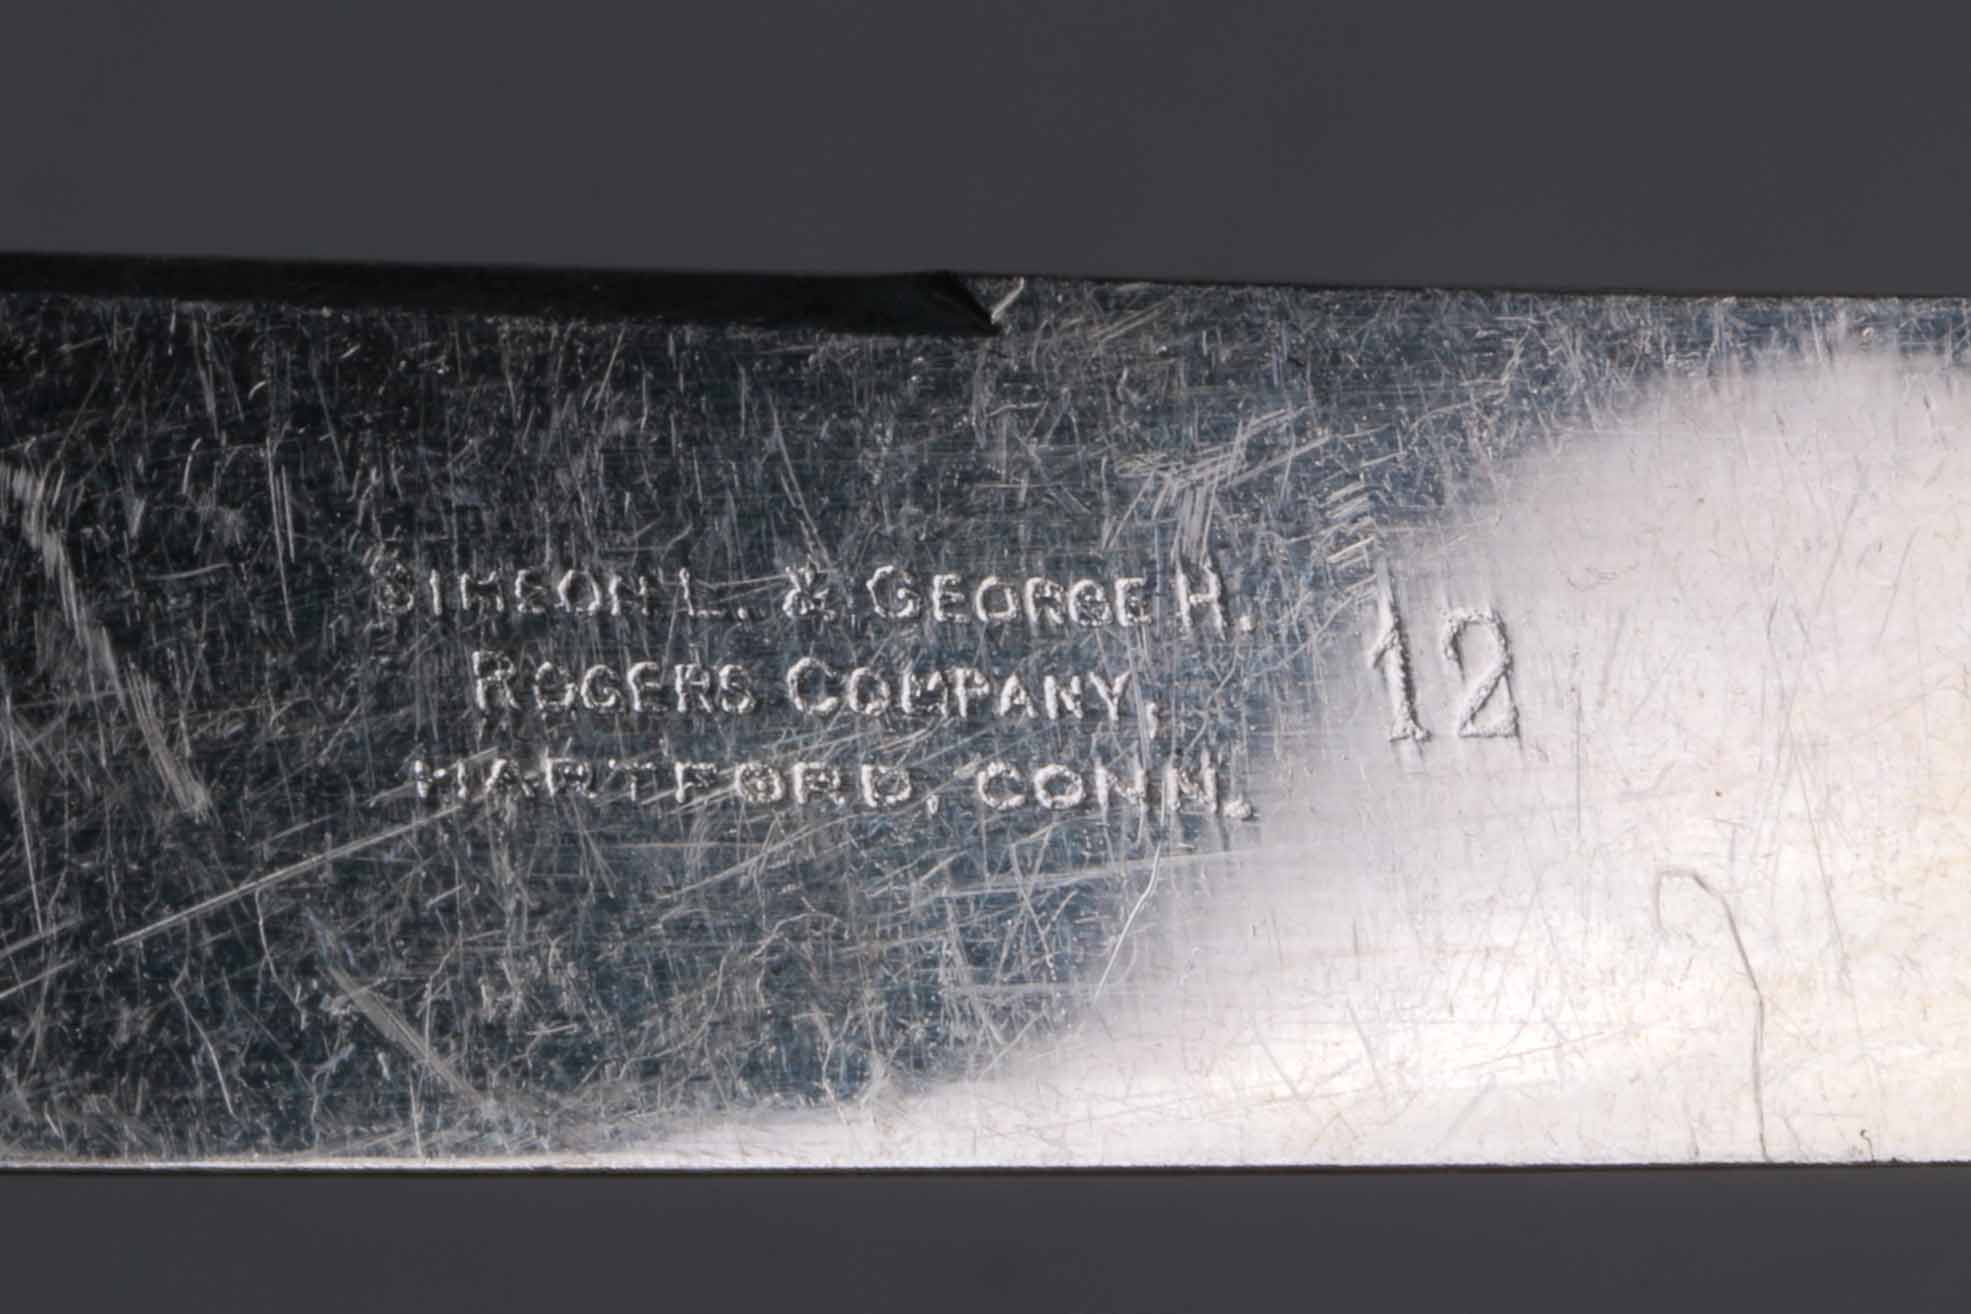 SIMEON L. & GEORGE H.
ROGERS COMPANY,
HARTFORD, CONN.
12